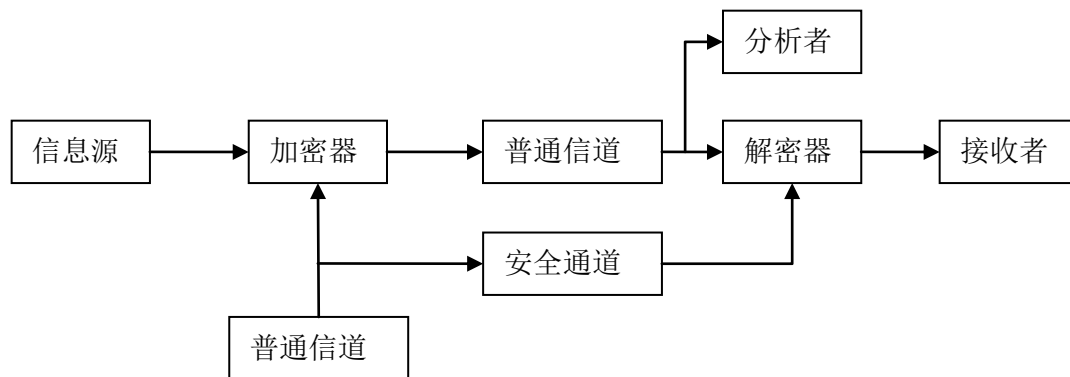 分析者
信息源
加密器
普通信道
解密器
接收者
安全通道
普通信道